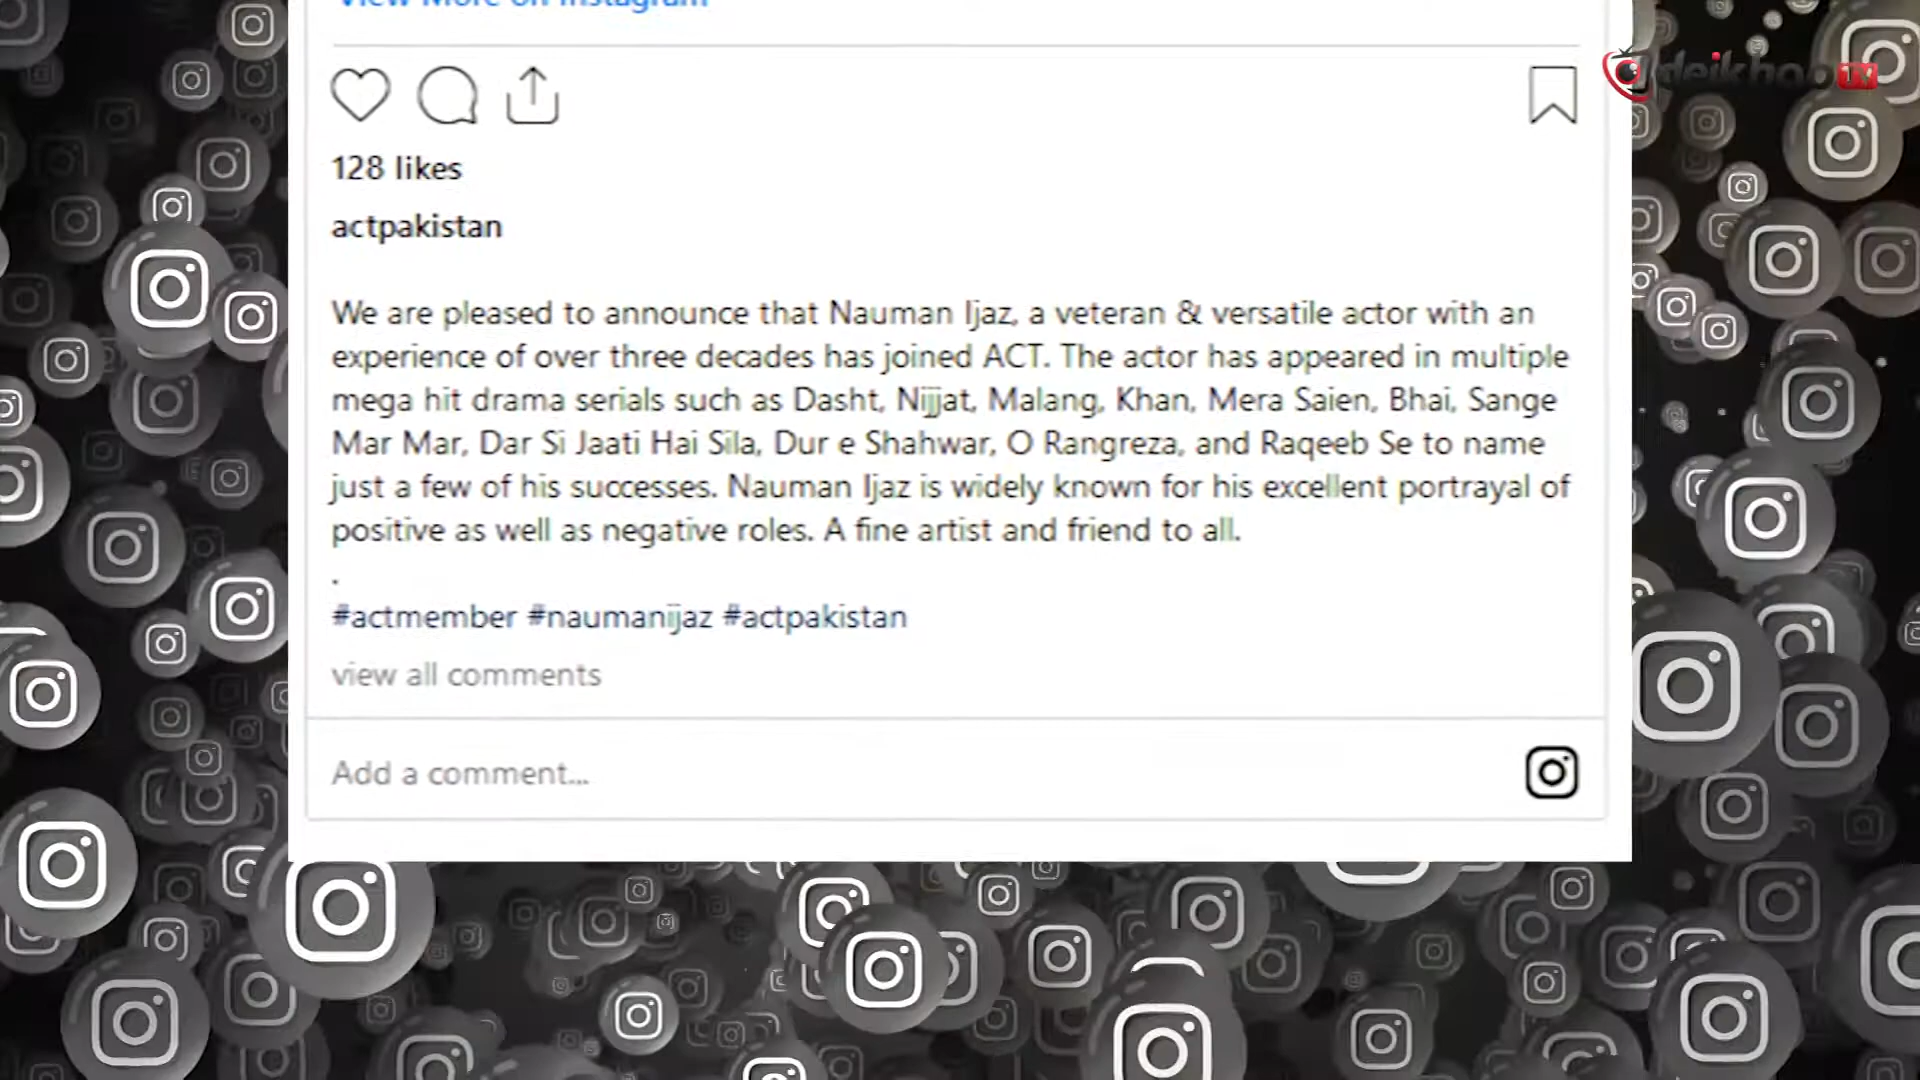 View More on Instagram
deikhoo TV
128 likes
actpakistan
We are pleased to announce that Nauman Ijaz, a veteran & versatile actor with an
experience of over three decades has joined ACT. The actor has appeared in multiple
mega hit drama serials such as Dasht, Nijjat, Malang, Khan, Mera Saien, Bhai, Sange
Mar Mar, Dar Si Jaati Hai Sila, Dur e Shahwar, O Rangreza, and Raqeeb Se to name
just a few of his successes. Nauman Ijaz is widely known for his excellent portrayal of
positive as well as negative roles. A fine artist and friend to all.
.
#actmember #naumanijaz #actpakistan
view all comments
Add a comment...